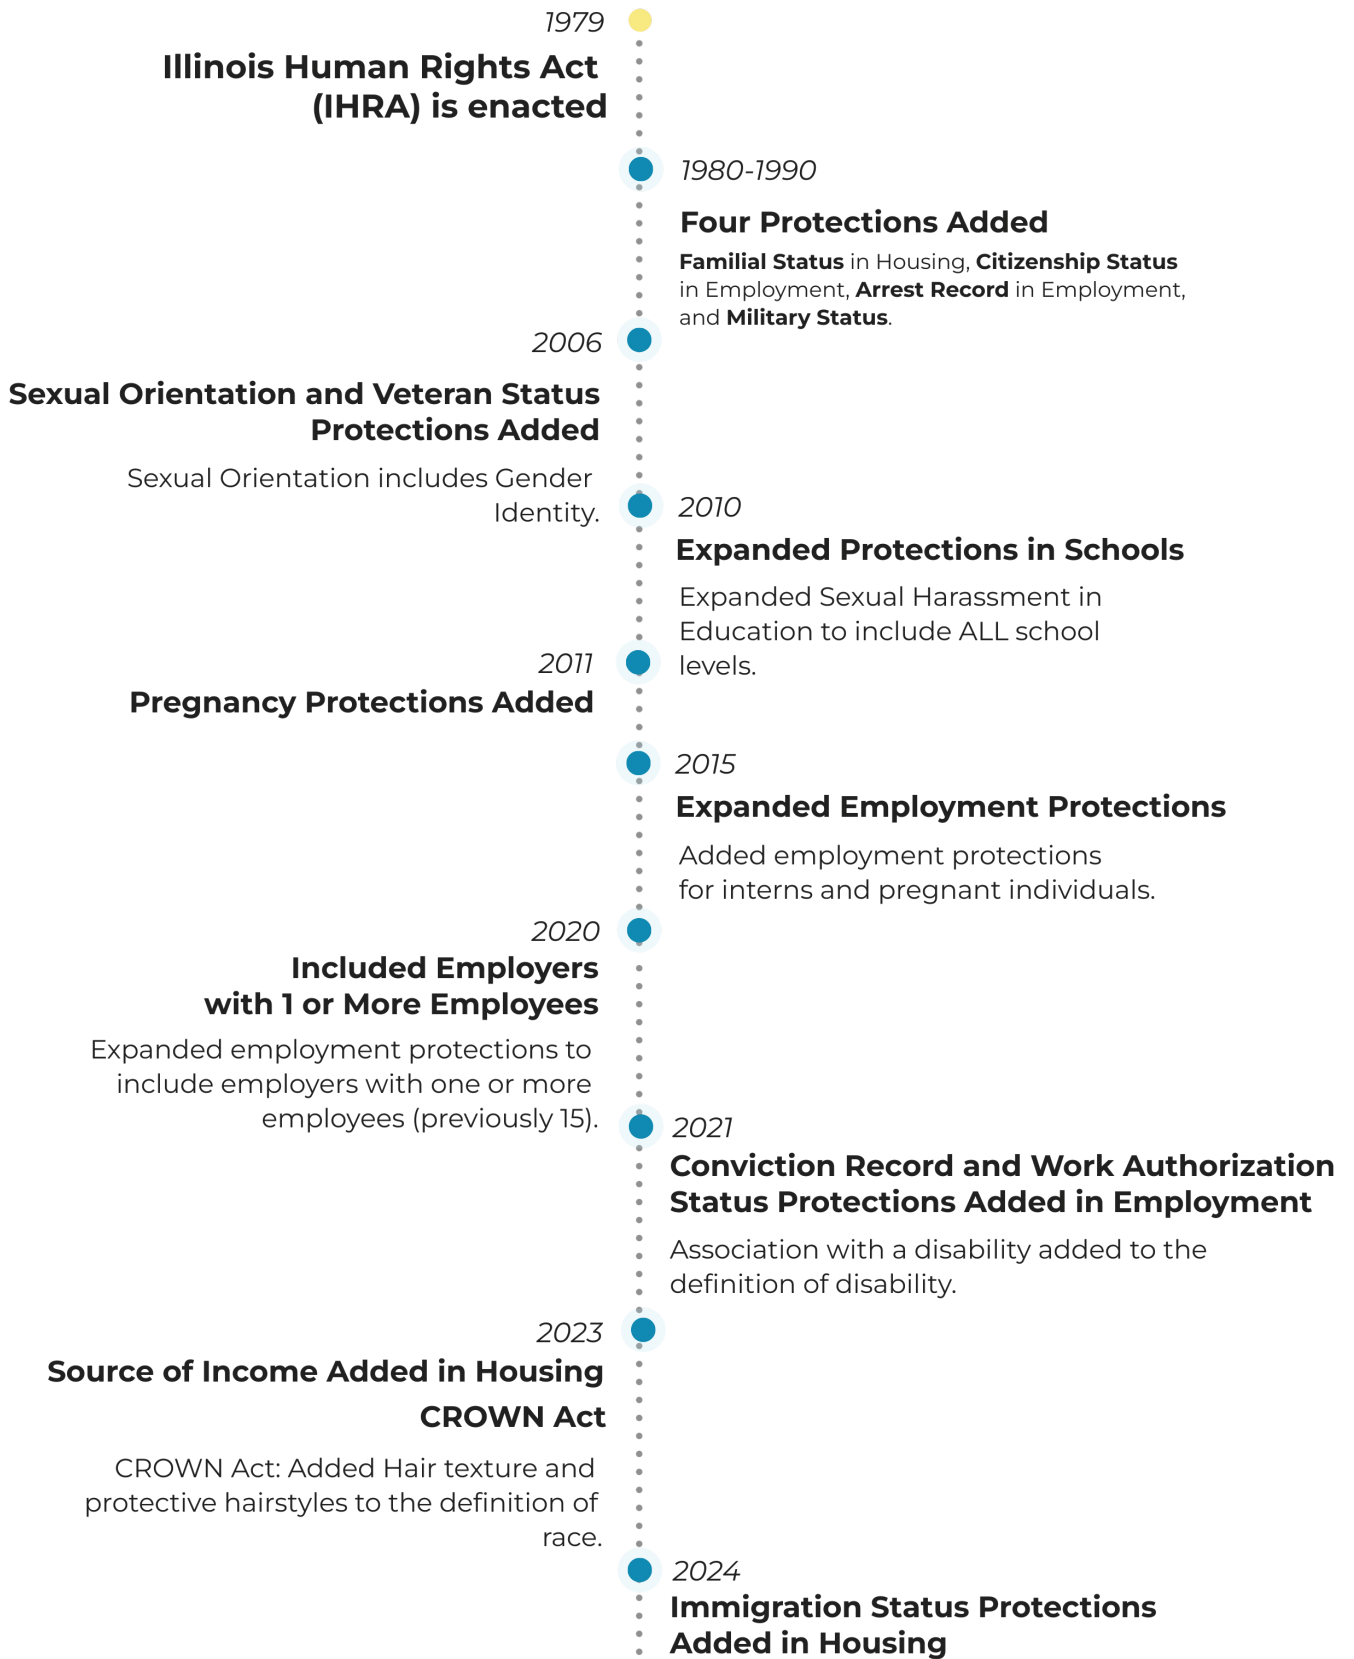 1979
Illinois Human Rights Act
(IHRA) is enacted
1980-1990
Four Protections Added
Familial Status in Housing, Citizenship Status
in Employment, Arrest Record in Employment,
and Military Status.
2006
Sexual Orientation and Veteran Status
Protections Added
Sexual Orientation includes Gender
Identity.
2010
Expanded Protections in Schools
Expanded Sexual Harassment in
Education to include ALL school
levels.
2011
Pregnancy Protections Added
2015
Expanded Employment Protections
Added employment protections
for interns and pregnant individuals.
2020
Included Employers
with 1 or More Employees
Expanded employment protections to
include employers with one or more
employees (previously 15).
2021
Conviction Record and Work Authorization
Status Protections Added in Employment
Association with a disability added to the
definition of disability.
2023
Source of Income Added in Housing
CROWN Act
CROWN Act: Added Hair texture and
protective hairstyles to the definition of
race.
2024
Immigration Status Protections
Added in Housing